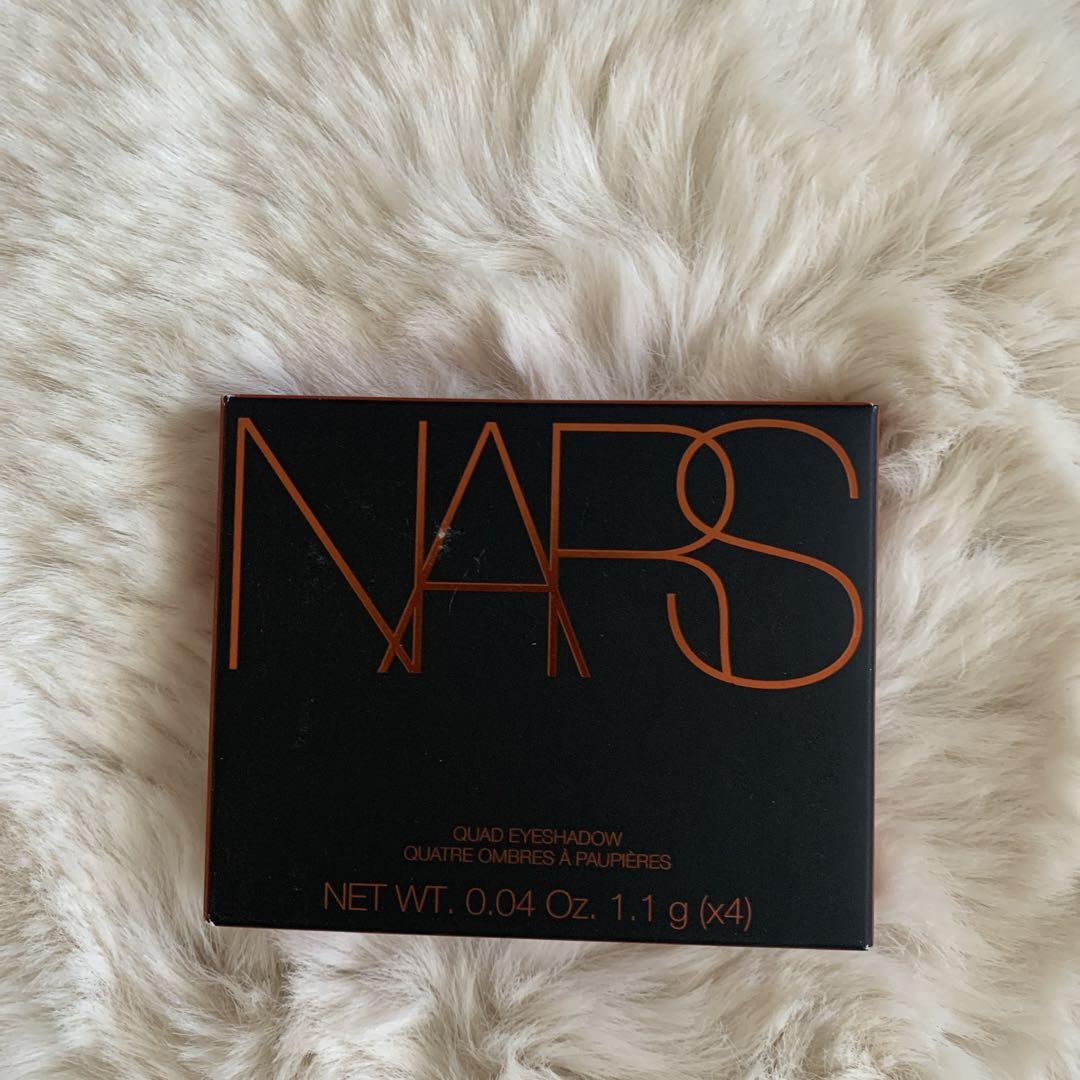 NARS
QUAD EYESHADOW
QUATRE OMBRES À PAUPIÈRES
NET WT. 0.04 Oz. 1.1 g (x4)